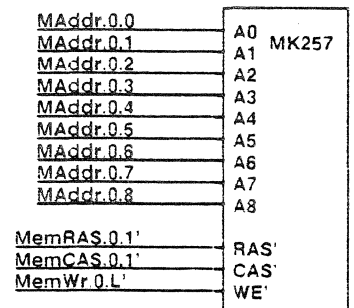 MAddr.0.0 A0 MK257
MAddr.0.1 A1
MAddr.0.2 A2
MAddr.0.3 A3
MAddr.0.4 A4
MAddr.0.5 A5
MAddr.0.6 A6
MAddr.0.7 A7
MAddr.0.8 A8
MemRAS.0.1' RAS'
MemCAS.0.1' CAS'
MemWr.0.L' WE'